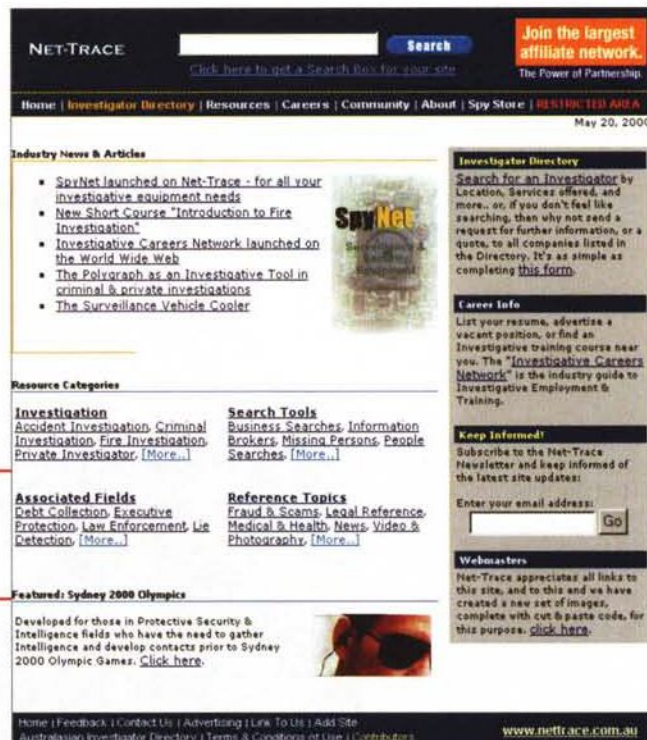 NET-TRACE
Search
Click here to get a Search Box for your site
Join the largest
affiliate network.
The Power of Partnership.
Home | Investigator Directory | Resources | Careers | Community | About | Spy Store | RESTRICTED AREA
May 20, 2000
Industry News & Articles
SpyNet launched on Net-Trace - for all your
investigative equipment needs
New Short Course "Introduction to Fire
Investigation"
Investigative Careers Network launched on
the World Wide Web
The Polygraph as an Investigative Tool in
criminal & private investigations
The Surveillance Vehicle Cooler
SpyNet
Resource Categories
Investigation
Accident Investigation, Criminal
Investigation, Fire Investigation,
Private Investigator, [More..]
Search Tools
Business Searches, Information
Brokers, Missing Persons, People
Searches, [More..]
Associated Fields
Debt Collection, Executive
Protection, Law Enforcement, Lie
Detection, [More..]
Reference Topics
Fraud & Scams, Legal Reference,
Medical & Health, News, Video &
Photography, [More..]
Featured: Sydney 2000 Olympics
Developed for those in Protective Security &
Intelligence fields who have the need to gather
Intelligence and develop contacts prior to Sydney
2000 Olympic Games. Click here.
Investigator Directory
Search for an Investigator by
Location, Services offered, and
more.. or, if you don't feel like
searching, then why not send a
request for further information, or a
quote, to all companies listed in
the Directory. It's as simple as
completing this form.
Career Info
List your resume, advertise a
vacant position, or find an
Investigative training course near
you. The "Investigative Careers
Network" is the industry guide to
Investigative Employment &
Training.
Keep Informed!
Subscribe to the Net-Trace
Newsletter and keep informed of
the latest site updates:
Enter your email address:
Go
Webmasters
Net-Trace appreciates all links to
this site, and to this end we have
created a new set of images,
complete with cut & paste code, for
this purpose. click here.
Home | Feedback | Contact Us | Advertising | Link To Us | Add Site
Australasian Investigator Directory | Terms & Conditions of Use | Contributors
www.nettrace.com.au